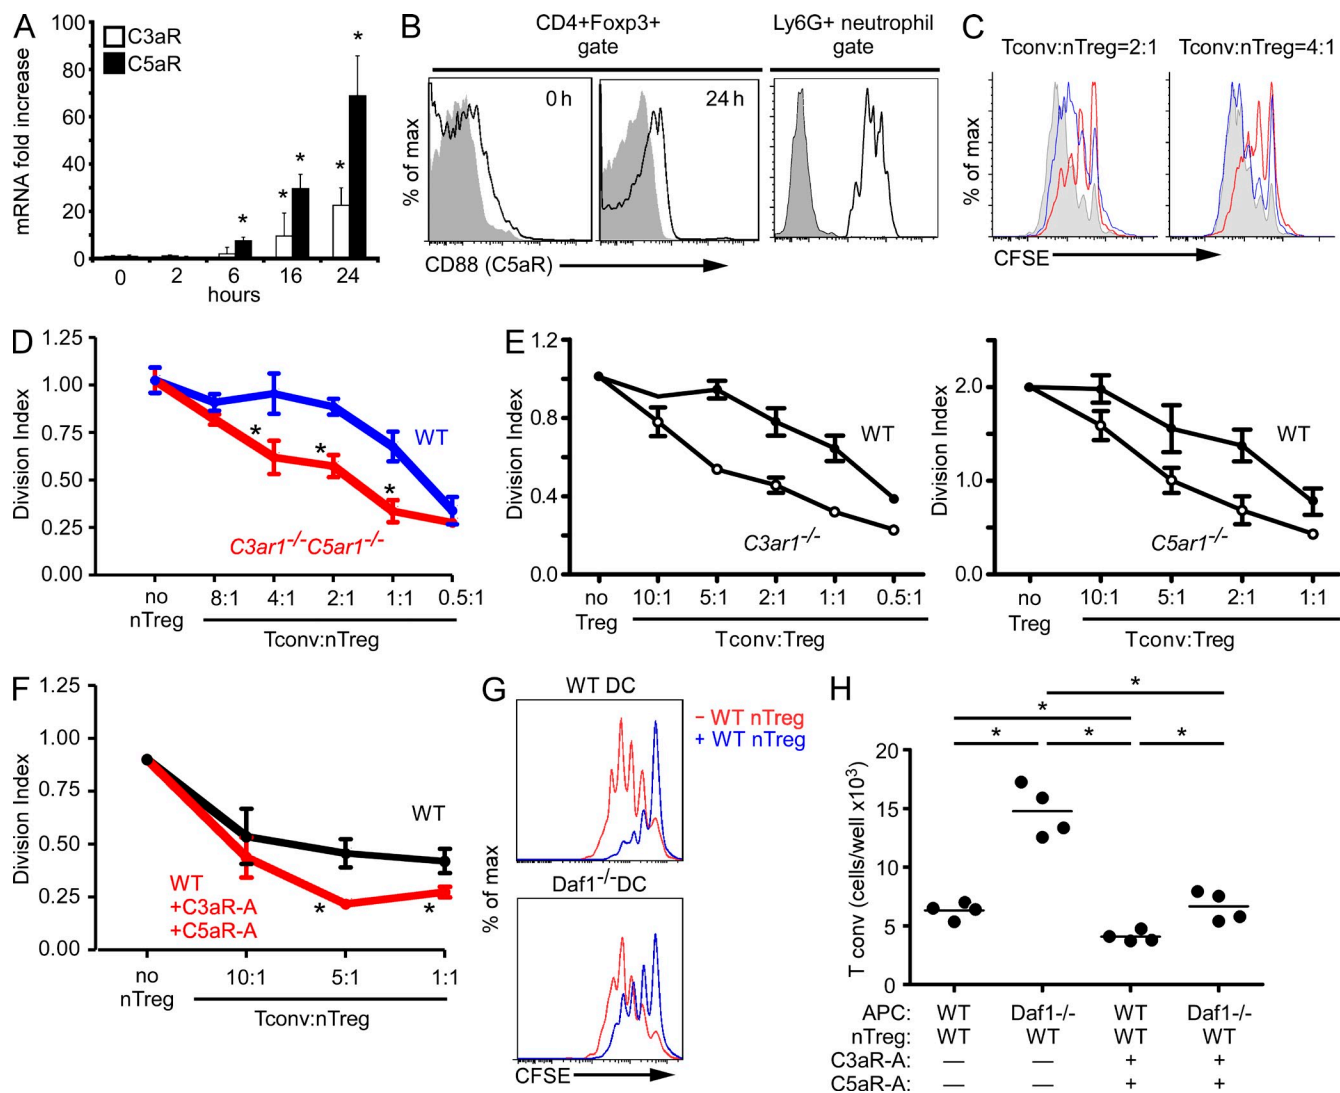 A
mRNA fold increase
100
80
60
40
20
0
C3aR
C5aR
* * * * *
0 2 6 16 24
hours
B
CD4+Foxp3+
gate
Ly6G+ neutrophil
gate
0 h
24 h
% of max
CD88 (C5aR)
C
Tconv:nTreg=2:1
Tconv:nTreg=4:1
% of max
CFSE
D
Division Index
1.25
1.00
0.75
0.50
0.25
0.00
WT
* * *
C3ar1-/-C5ar1-/-
no
nTreg
8:1 4:1 2:1 1:1 0.5:1
Tconv:nTreg
E
Division Index
1.2
0.8
0.4
0.0
WT
C3ar1-/-
no
Treg
10:1 5:1 2:1 1:1 0.5:1
Tconv:Treg
Division Index
2.0
1.0
0.0
WT
C5ar1-/-
no
Treg
10:1 5:1 2:1 1:1
Tconv:Treg
F
Division Index
1.25
1.00
0.75
0.50
0.25
0.00
WT
WT
+C3aR-A
+C5aR-A
* *
no
nTreg
10:1 5:1 1:1
Tconv:nTreg
G
WT DC
– WT nTreg
+ WT nTreg
Daf1-/-DC
% of max
CFSE
H
*
*
* * *
T conv (cells/well x10³)
20
15
10
5
0
APC: WT Daf1-/- WT Daf1-/-
nTreg: WT WT WT WT
C3aR-A: — — + +
C5aR-A: — — + +